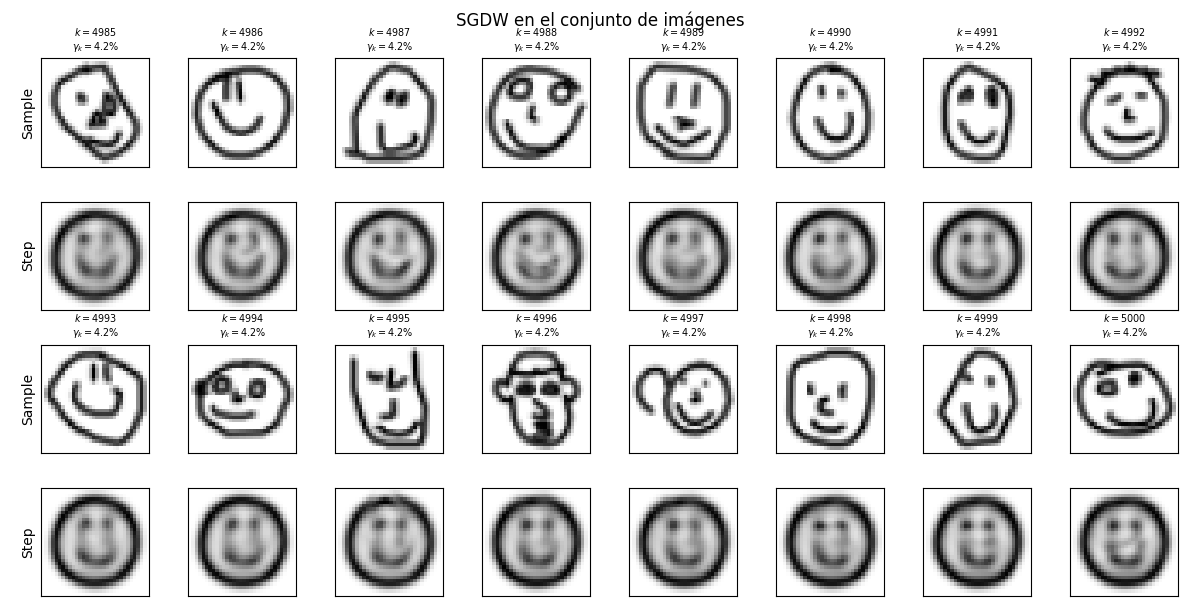 SGDW en el conjunto de imágenes
k = 4985 k = 4986 k = 4987 k = 4988 k = 4989 k = 4990 k = 4991 k = 4992
γk = 4.2% γk = 4.2% γk = 4.2% γk = 4.2% γk = 4.2% γk = 4.2% γk = 4.2% γk = 4.2%
Sample
Step
k = 4993 k = 4994 k = 4995 k = 4996 k = 4997 k = 4998 k = 4999 k = 5000
γk = 4.2% γk = 4.2% γk = 4.2% γk = 4.2% γk = 4.2% γk = 4.2% γk = 4.2% γk = 4.2%
Sample
Step